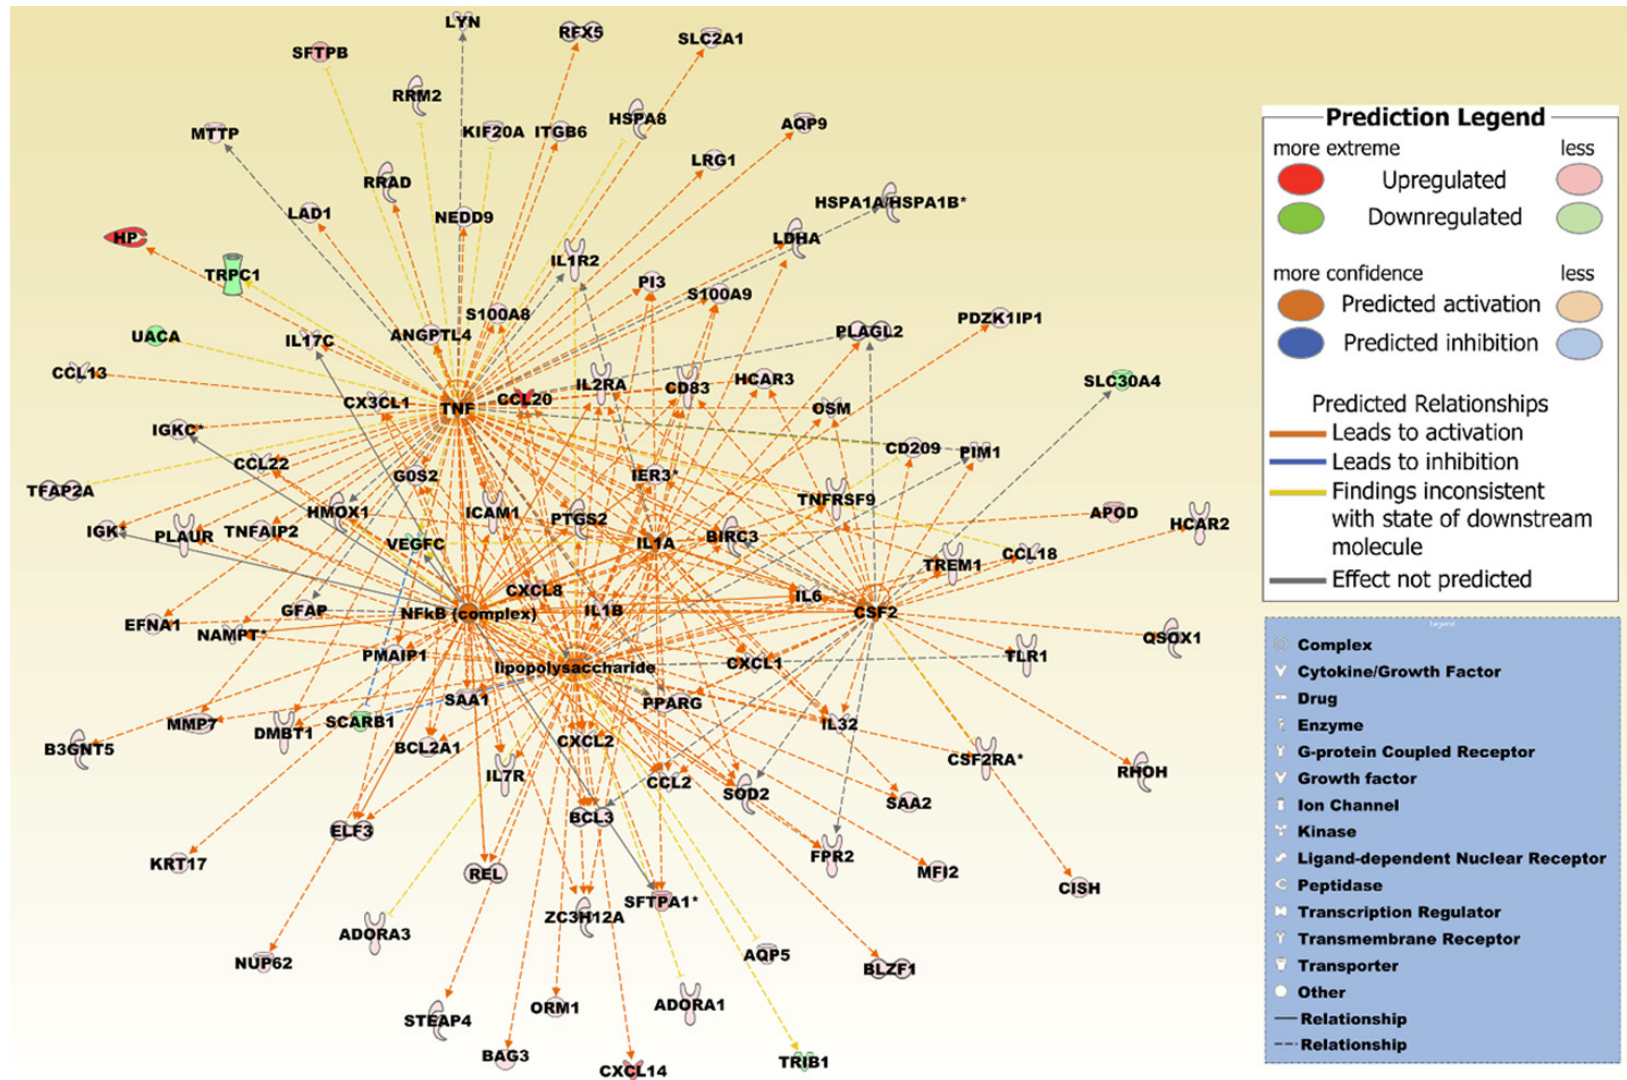 LYN
RFX5
SLC2A1
SFTPB
RRM2
HSPA8
AQP9
MTTP
KIF20A
ITGB6
LRG1
RRAD
HSPA1A/HSPA1B*
LAD1
NEDD9
HP
LDHA
IL1R2
TRPC1
PI3
S100A9
S100A8
PDZK1IP1
UACA
IL17C
ANGPTL4
PLAGL2
CCL13
IL2RA
CD83
HCAR3
SLC30A4
CX3CL1
TNF
CCL20
OSM
IGKC*
CD209
PIM1
CCL22
G0S2
IER3*
TFAP2A
TNFRSF9
HMOX1
ICAM1
PTGS2
APOD
HCAR2
IGK*
PLAUR
TNFAIP2
VEGFC
IL1A
BIRC3
CCL18
TREM1
CXCL8
IL6
EFNA1
GFAP
NFkB (complex)
IL1B
CSF2
NAMPT*
QSOX1
PMAIP1
lipopolysaccharide
CXCL1
TLR1
SAA1
PPARG
MMP7
DMBT1
SCARB1
IL32
B3GNT5
BCL2A1
CXCL2
CSF2RA*
IL7R
CCL2
SOD2
RHOH
SAA2
BCL3
ELF3
KRT17
REL
FPR2
MFI2
CISH
SFTPA1*
ZC3H12A
ADORA3
NUP62
AQP5
BLZF1
STEAP4
ORM1
ADORA1
BAG3
CXCL14
TRIB1
Prediction Legend
more extreme less
Upregulated
Downregulated
more confidence less
Predicted activation
Predicted inhibition
Predicted Relationships
Leads to activation
Leads to inhibition
Findings inconsistent
with state of downstream
molecule
Effect not predicted
Legend
Complex
Cytokine/Growth Factor
Drug
Enzyme
G-protein Coupled Receptor
Growth factor
Ion Channel
Kinase
Ligand-dependent Nuclear Receptor
Peptidase
Transcription Regulator
Transmembrane Receptor
Transporter
Other
Relationship
Relationship